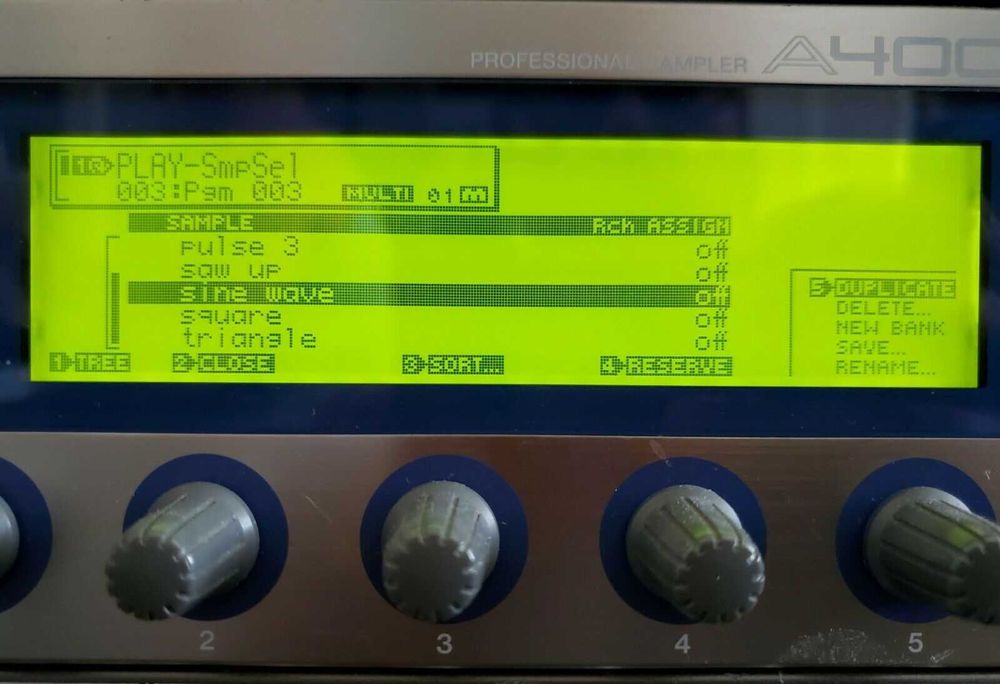 PROFESSIONAL SAMPLER A400
PLAY-SmpSel
003:Pgm 003 MULTI 01 m
SAMPLE Rch ASSIGN
pulse 3 off
saw up off
sine wave off
square off
triangle off
5 DUPLICATE
DELETE...
NEW BANK
SAVE...
RENAME...
1 TREE 2 CLOSE 3 SORT... 4 RESERVE
2 3 4 5